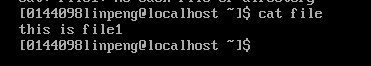 [0144098linpeng@localhost ~]$ cat file
this is file1
[0144098linpeng@localhost ~]$